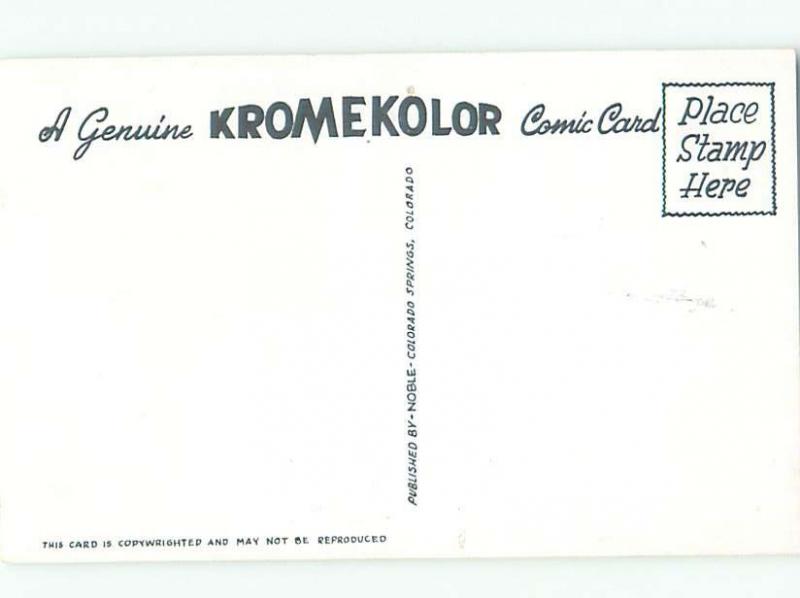 A Genuine KROMEKOLOR Comic Card
Place
Stamp
Here
PUBLISHED BY-NOBLE-COLORADO SPRINGS, COLORADO
THIS CARD IS COPYWRIGHTED AND MAY NOT BE REPRODUCED